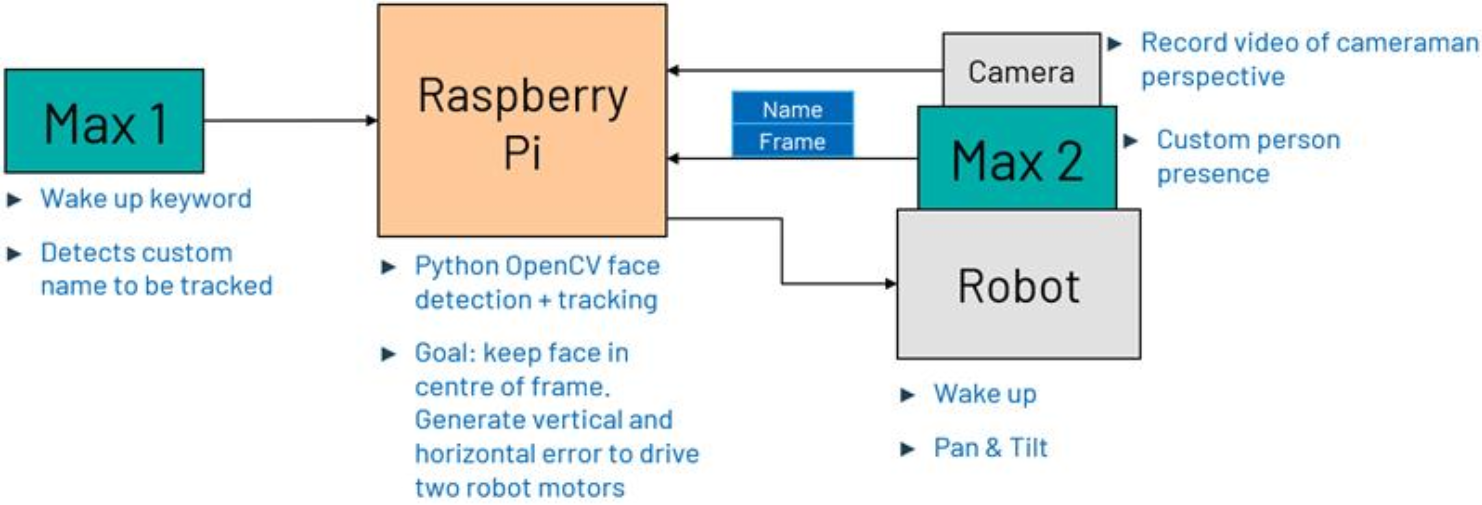 Max 1
► Wake up keyword
► Detects custom
name to be tracked
Raspberry
Pi
► Python OpenCV face
detection + tracking
► Goal: keep face in
centre of frame.
Generate vertical and
horizontal error to drive
two robot motors
Name
Frame
Camera
► Record video of cameraman
perspective
Max 2
► Custom person
presence
Robot
► Wake up
► Pan & Tilt